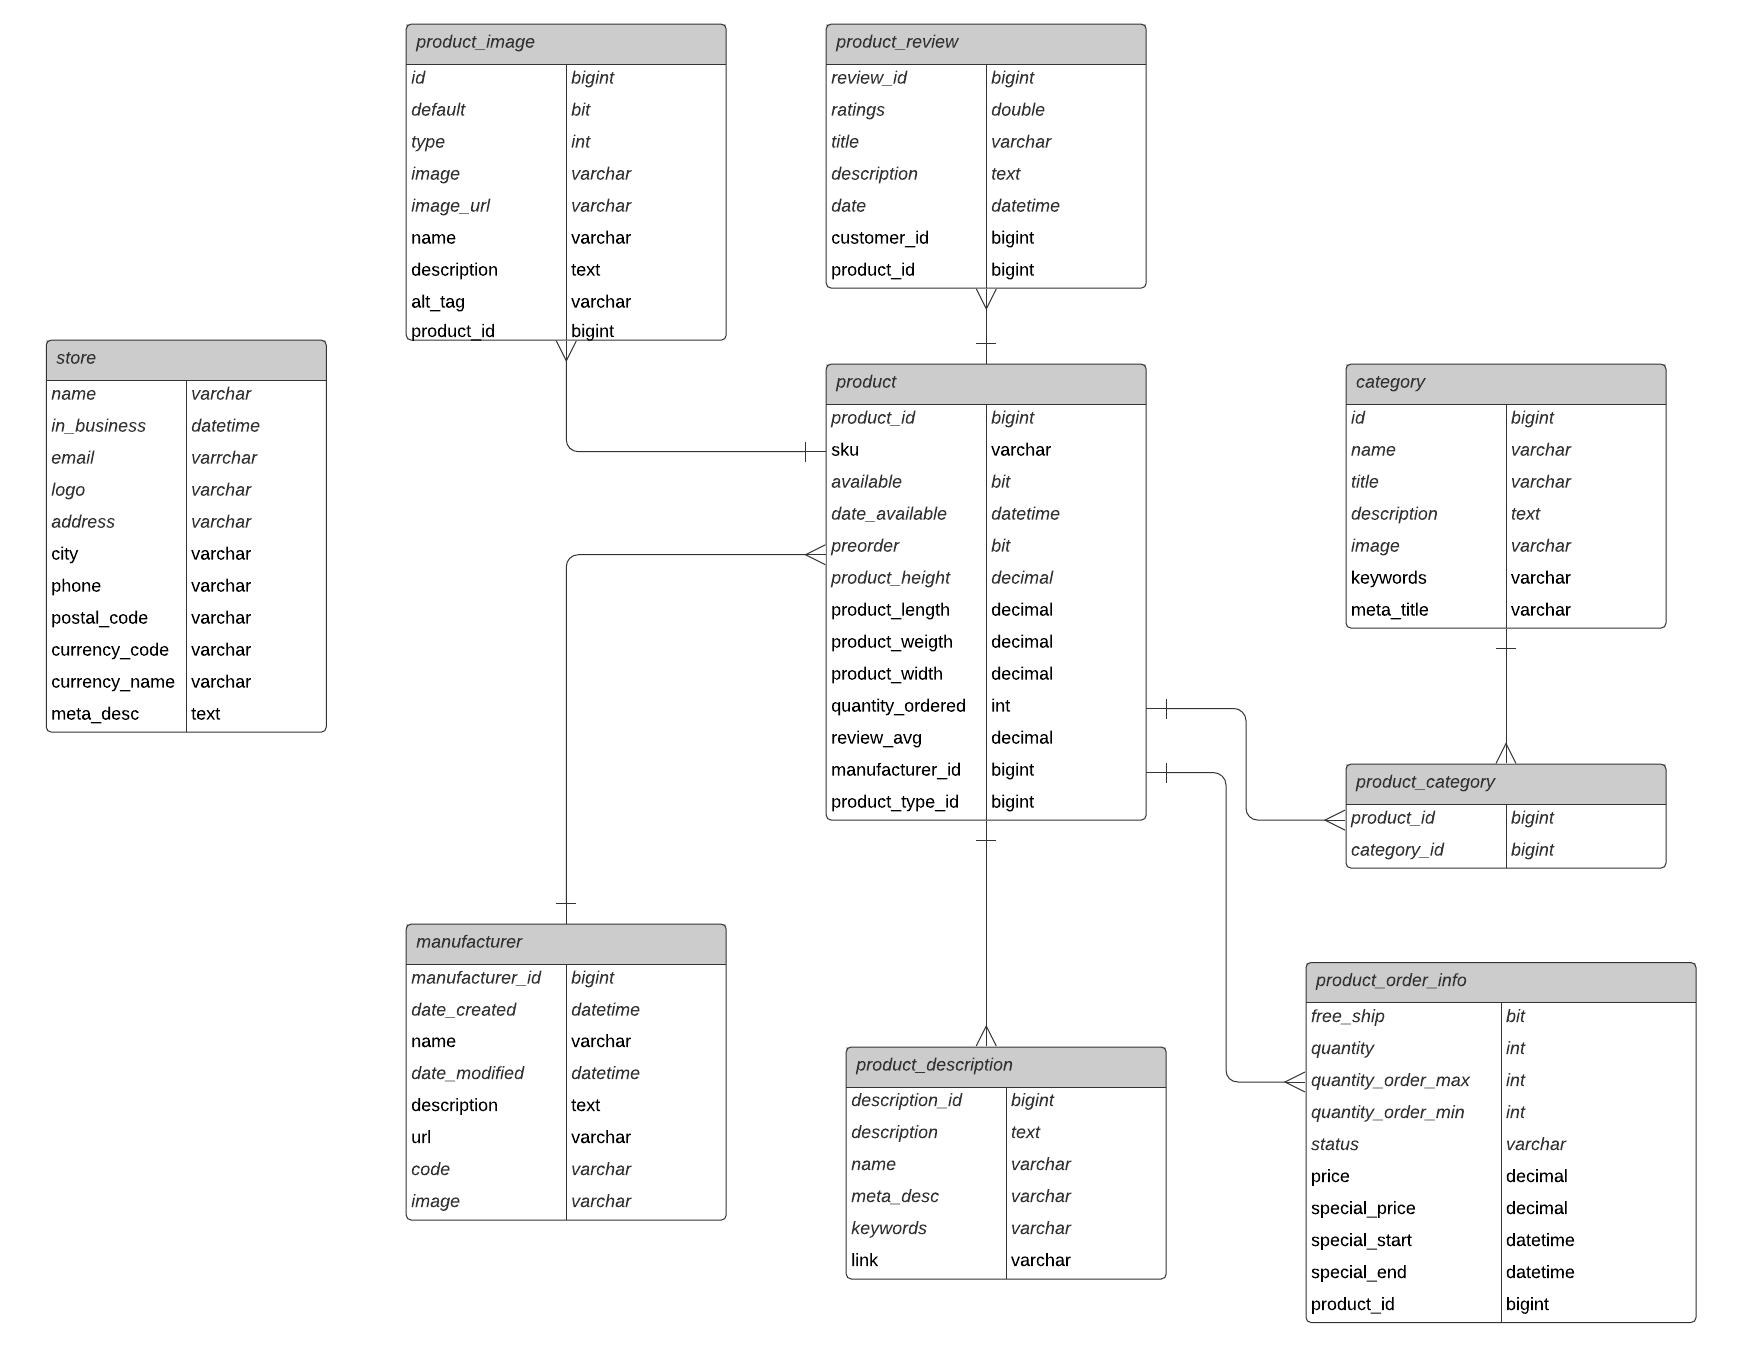 product_image
id bigint
default bit
type int
image varchar
image_url varchar
name varchar
description text
alt_tag varchar
product_id bigint
product_review
review_id bigint
ratings double
title varchar
description text
date datetime
customer_id bigint
product_id bigint
store
name varchar
in_business datetime
email varrchar
logo varchar
address varchar
city varchar
phone varchar
postal_code varchar
currency_code varchar
currency_name varchar
meta_desc text
product
product_id bigint
sku varchar
available bit
date_available datetime
preorder bit
product_height decimal
product_length decimal
product_weigth decimal
product_width decimal
quantity_ordered int
review_avg decimal
manufacturer_id bigint
product_type_id bigint
category
id bigint
name varchar
title varchar
description text
image varchar
keywords varchar
meta_title varchar
product_category
product_id bigint
category_id bigint
manufacturer
manufacturer_id bigint
date_created datetime
name varchar
date_modified datetime
description text
url varchar
code varchar
image varchar
product_description
description_id bigint
description text
name varchar
meta_desc varchar
keywords varchar
link varchar
product_order_info
free_ship bit
quantity int
quantity_order_max int
quantity_order_min int
status varchar
price decimal
special_price decimal
special_start datetime
special_end datetime
product_id bigint